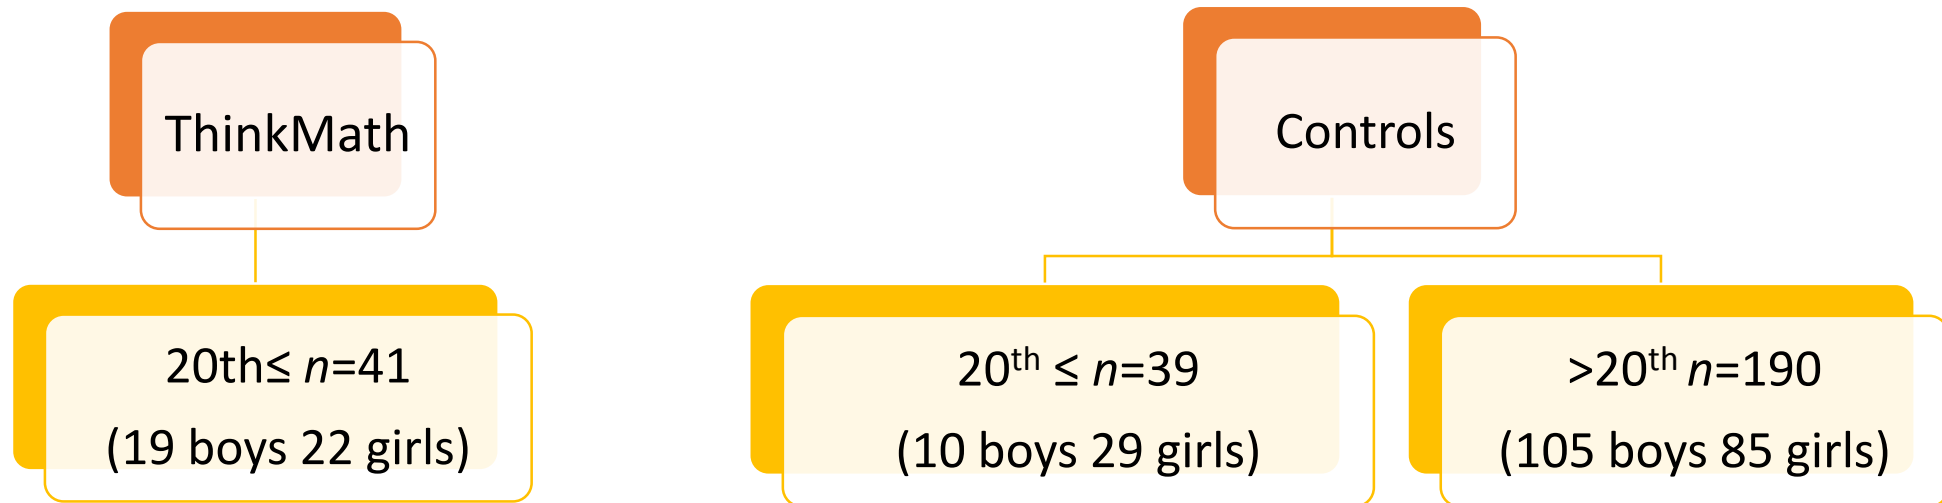 ThinkMath
Controls
20th≤ n=41
(19 boys 22 girls)
20th ≤ n=39
(10 boys 29 girls)
>20th n=190
(105 boys 85 girls)